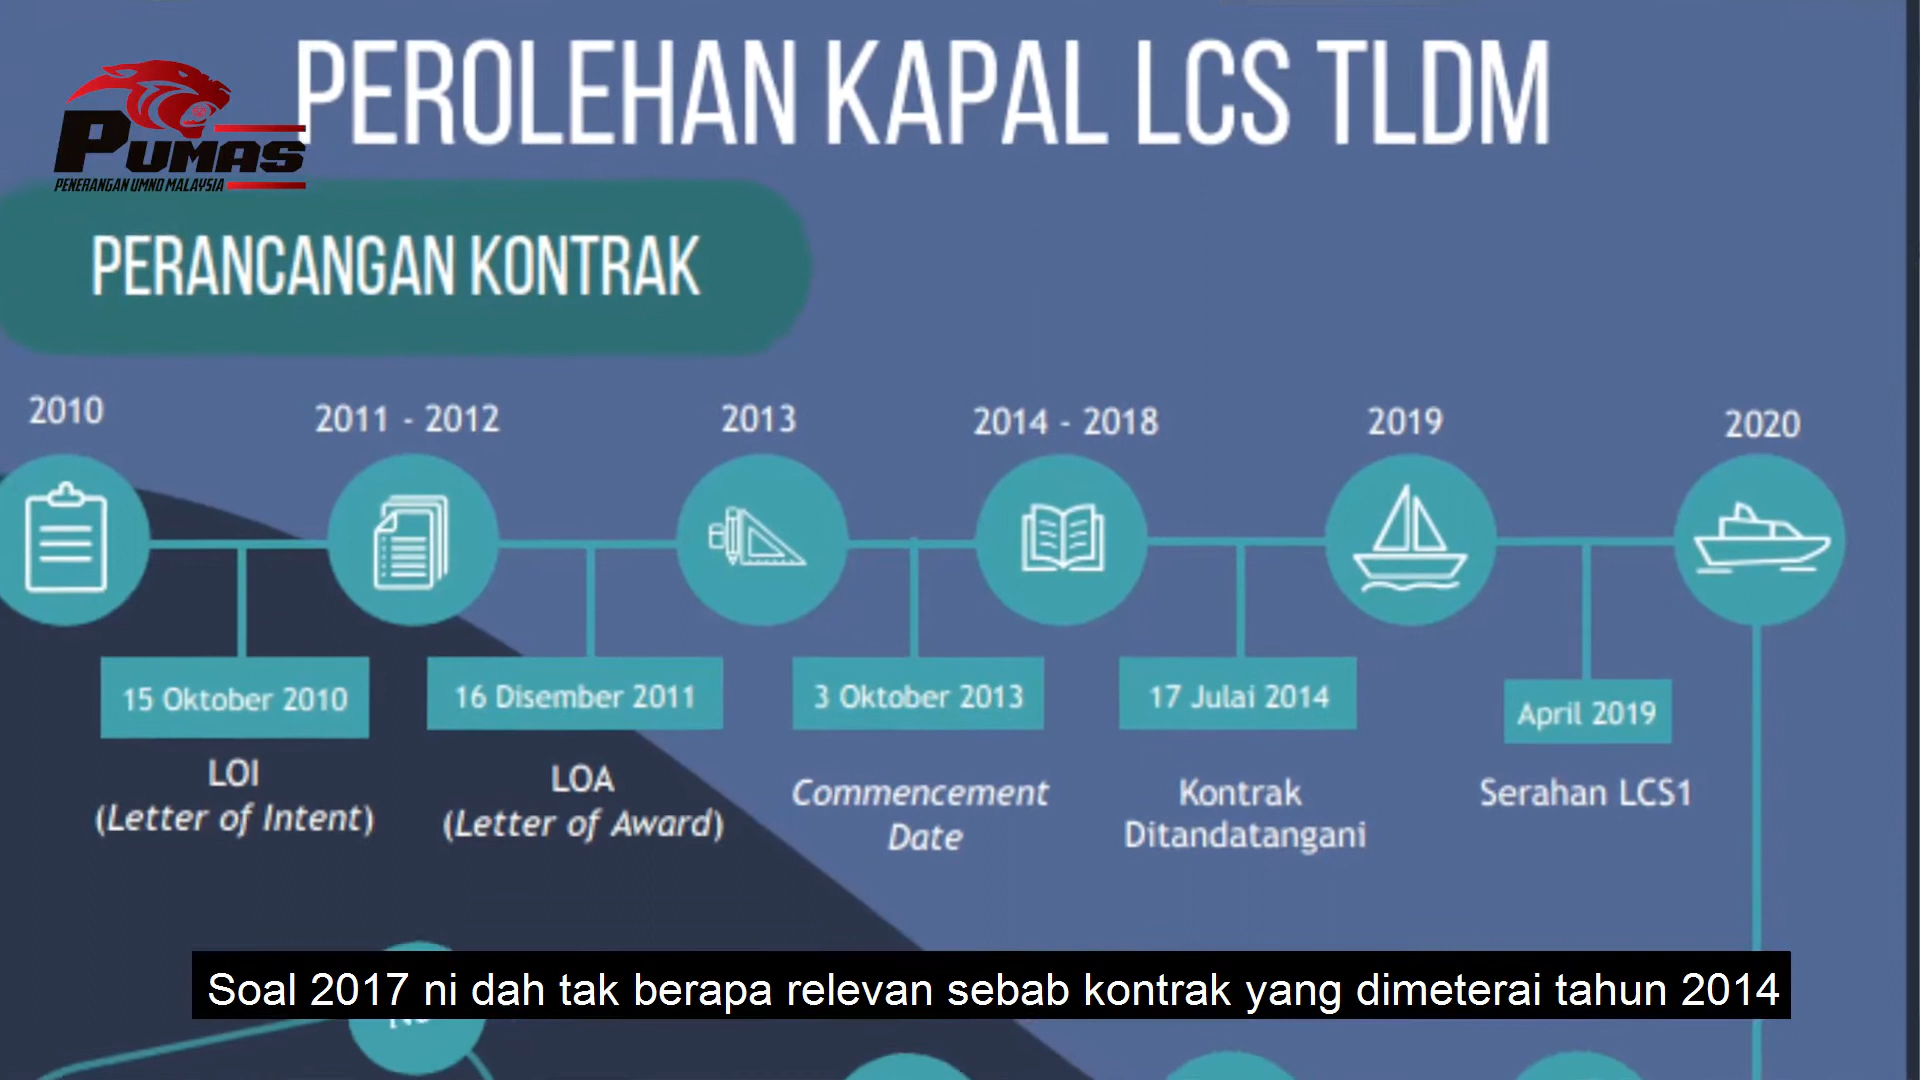 PEROLEHAN KAPAL LCS TLDM
PUMAS
PENERANGAN UMNO MALAYSIA
PERANCANGAN KONTRAK
2010
2011 - 2012
2013
2014 - 2018
2019
2020
15 Oktober 2010
16 Disember 2011
3 Oktober 2013
17 Julai 2014
April 2019
LOI
(Letter of Intent)
LOA
(Letter of Award)
Commencement
Date
Kontrak
Ditandatangani
Serahan LCS1
Soal 2017 ni dah tak berapa relevan sebab kontrak yang dimeterai tahun 2014